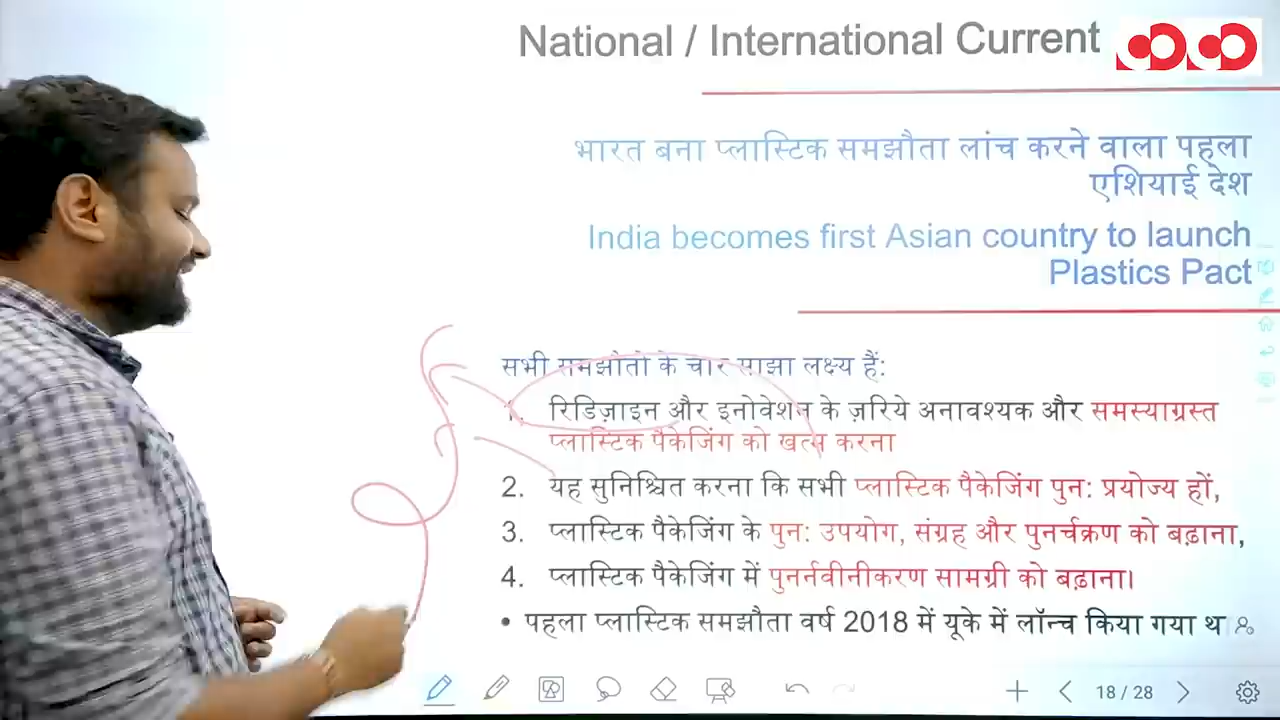 National / International Current
भारत बना प्लास्टिक समझौता लांच करने वाला पहला
एशियाई देश
India becomes first Asian country to launch
Plastics Pact
सभी समझौतो के चार साझा लक्ष्य हैं:
1. रिडिज़ाइन और इनोवेशन के ज़रिये अनावश्यक और समस्याग्रस्त
प्लास्टिक पैकेजिंग को खत्म करना
2. यह सुनिश्चित करना कि सभी प्लास्टिक पैकेजिंग पुन: प्रयोज्य हों,
3. प्लास्टिक पैकेजिंग के पुन: उपयोग, संग्रह और पुनर्चक्रण को बढ़ाना,
4. प्लास्टिक पैकेजिंग में पुनर्नवीनीकरण सामग्री को बढ़ाना।
• पहला प्लास्टिक समझौता वर्ष 2018 में यूके में लॉन्च किया गया थ
18 / 28